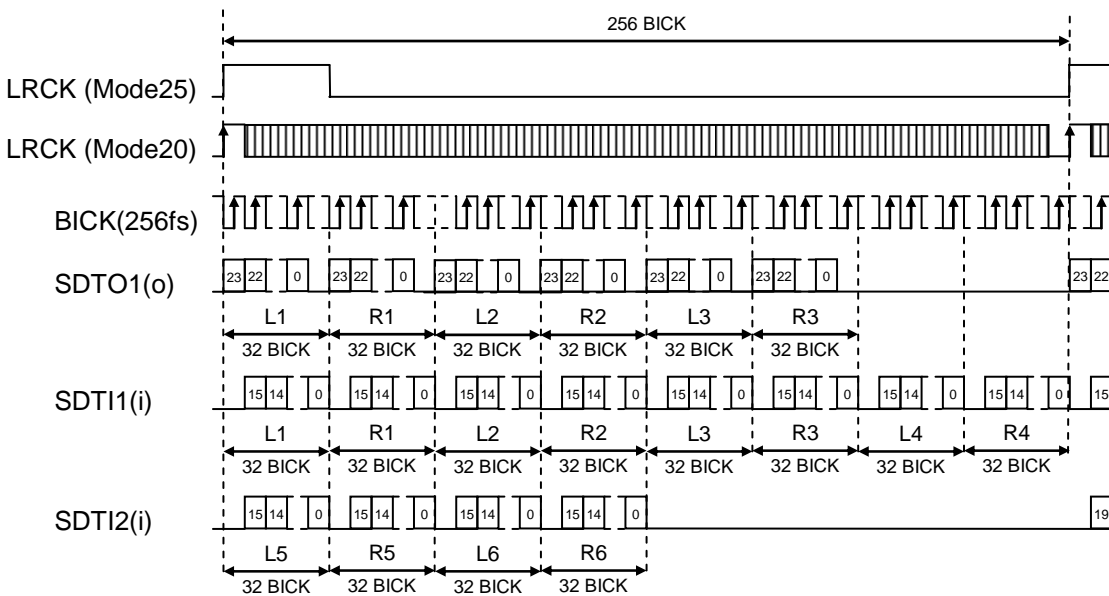 256 BICK
LRCK (Mode25)
LRCK (Mode20)
BICK(256fs)
SDTO1(o)
23 22 0 23 22 0 23 22 0 23 22 0 23 22 0 23 22 0 23 22
L1 R1 L2 R2 L3 R3
32 BICK 32 BICK 32 BICK 32 BICK 32 BICK 32 BICK
SDTI1(i)
15 14 0 15 14 0 15 14 0 15 14 0 15 14 0 15 14 0 15 14 0 15 14 0 15
L1 R1 L2 R2 L3 R3 L4 R4
32 BICK 32 BICK 32 BICK 32 BICK 32 BICK 32 BICK 32 BICK 32 BICK
SDTI2(i)
15 14 0 15 14 0 15 14 0 15 14 0 19
L5 R5 L6 R6
32 BICK 32 BICK 32 BICK 32 BICK